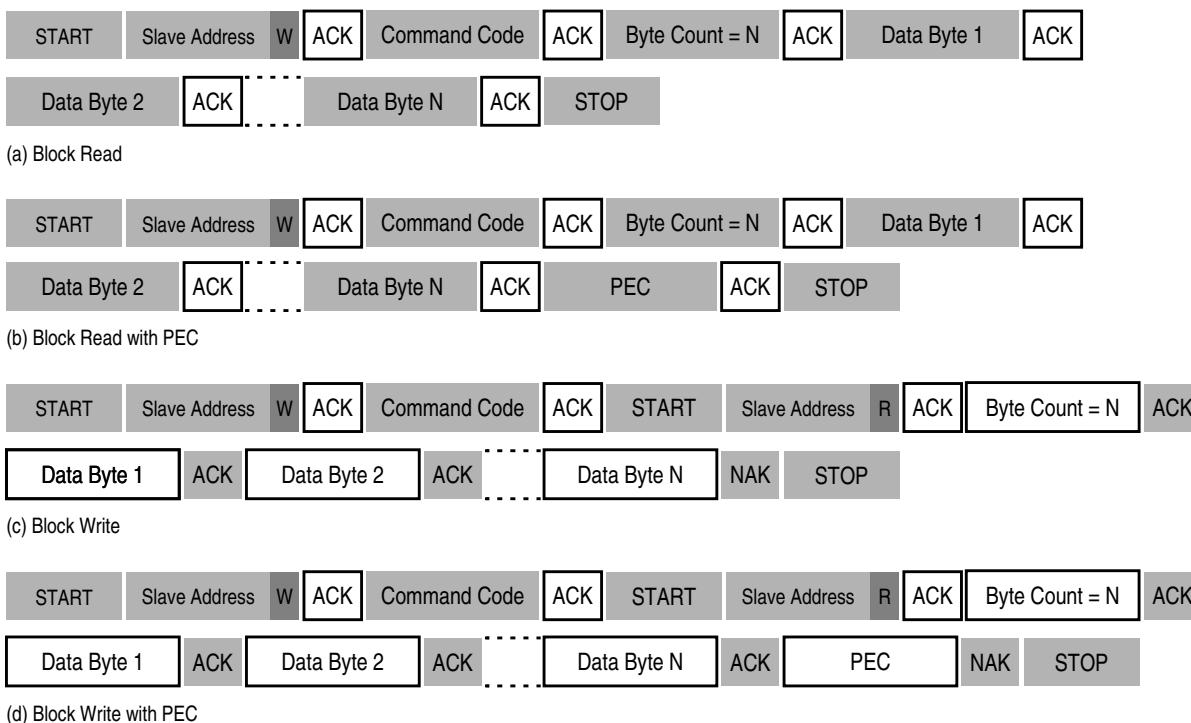 START Slave Address W ACK Command Code ACK Byte Count = N ACK Data Byte 1 ACK
Data Byte 2 ACK Data Byte N ACK STOP
(a) Block Read
START Slave Address W ACK Command Code ACK Byte Count = N ACK Data Byte 1 ACK
Data Byte 2 ACK Data Byte N ACK PEC ACK STOP
(b) Block Read with PEC
START Slave Address W ACK Command Code ACK START Slave Address R ACK Byte Count = N ACK
Data Byte 1 ACK Data Byte 2 ACK Data Byte N NAK STOP
(c) Block Write
START Slave Address W ACK Command Code ACK START Slave Address R ACK Byte Count = N ACK
Data Byte 1 ACK Data Byte 2 ACK Data Byte N ACK PEC NAK STOP
(d) Block Write with PEC